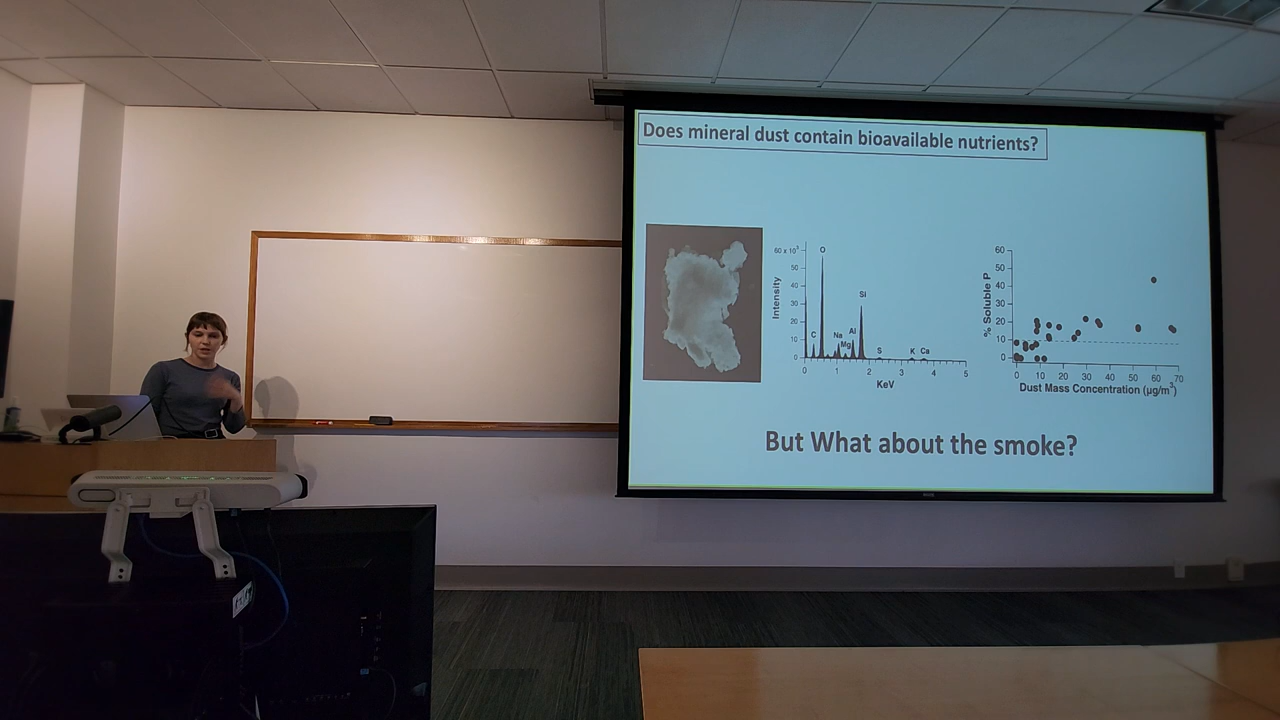 Does mineral dust contain bioavailable nutrients?
60 x 10³
50
40
30
20
10
0
Intensity
O
Si
C
Na
Mg
Al
S
K
Ca
0
1
2
3
4
5
KeV
60
50
40
30
20
10
0
% Soluble P
0
10
20
30
40
50
60
70
Dust Mass Concentration (µg/m³)
But What about the smoke?